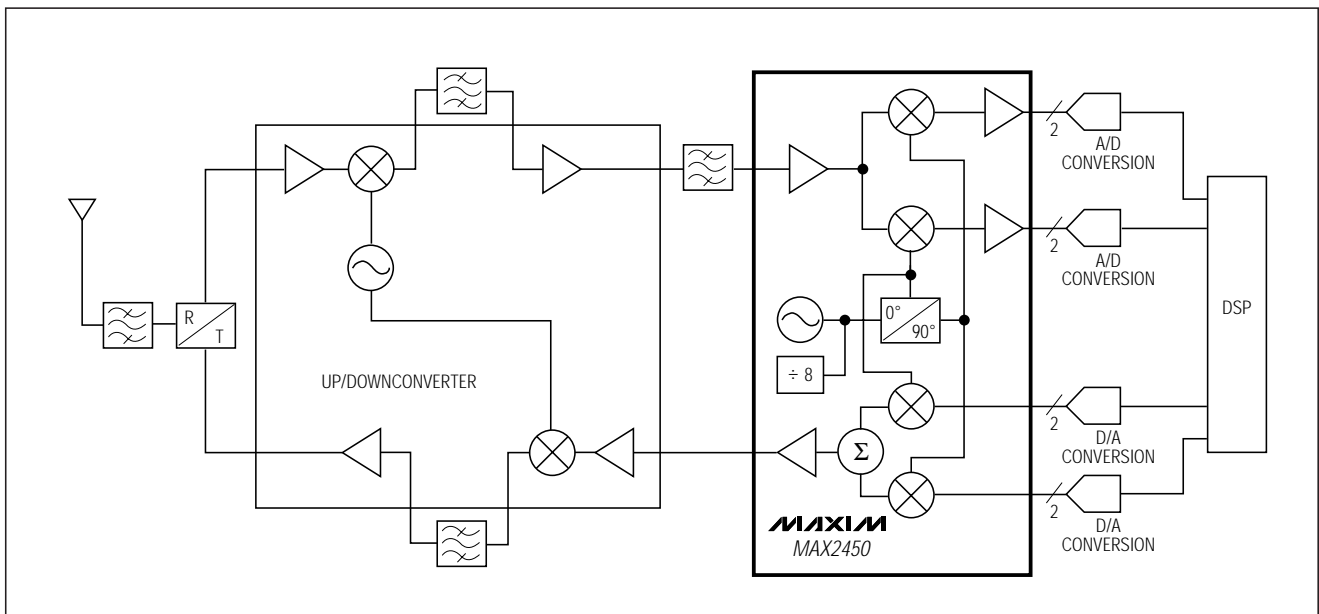 2
A/D
CONVERSION
2
A/D
CONVERSION
R
T
0°
90°
DSP
÷ 8
UP/DOWNCONVERTER
Σ
2
D/A
CONVERSION
2
D/A
CONVERSION
MAXIM
MAX2450